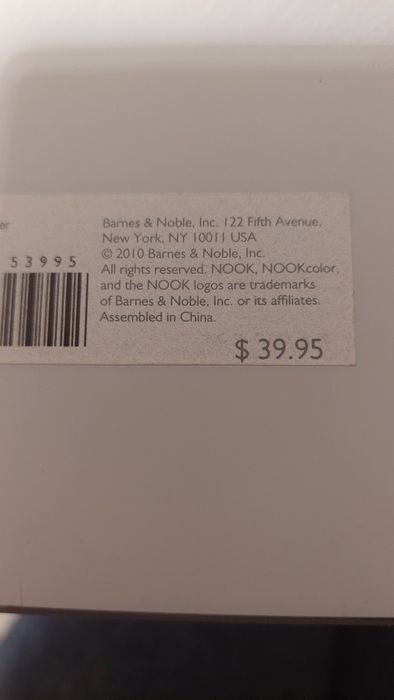 er
Barnes & Noble, Inc. 122 Fifth Avenue,
New York, NY 10011 USA
© 2010 Barnes & Noble, Inc.
All rights reserved. NOOK, NOOKcolor,
and the NOOK logos are trademarks
of Barnes & Noble, Inc. or its affiliates.
Assembled in China.
53995
$ 39.95